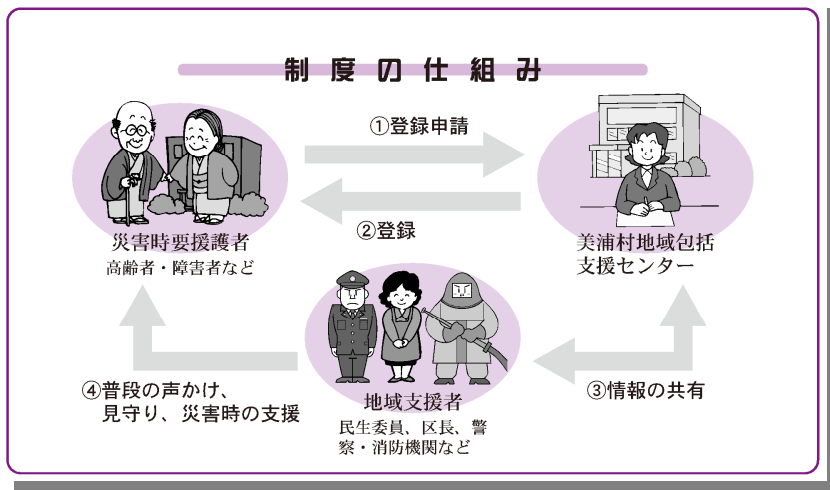 制度の仕組み
①登録申請
②登録
災害時要援護者
高齢者・障害者など
美浦村地域包括
支援センター
地域支援者
民生委員、区長、警
察・消防機関など
③情報の共有
④普段の声かけ、
見守り、災害時の支援